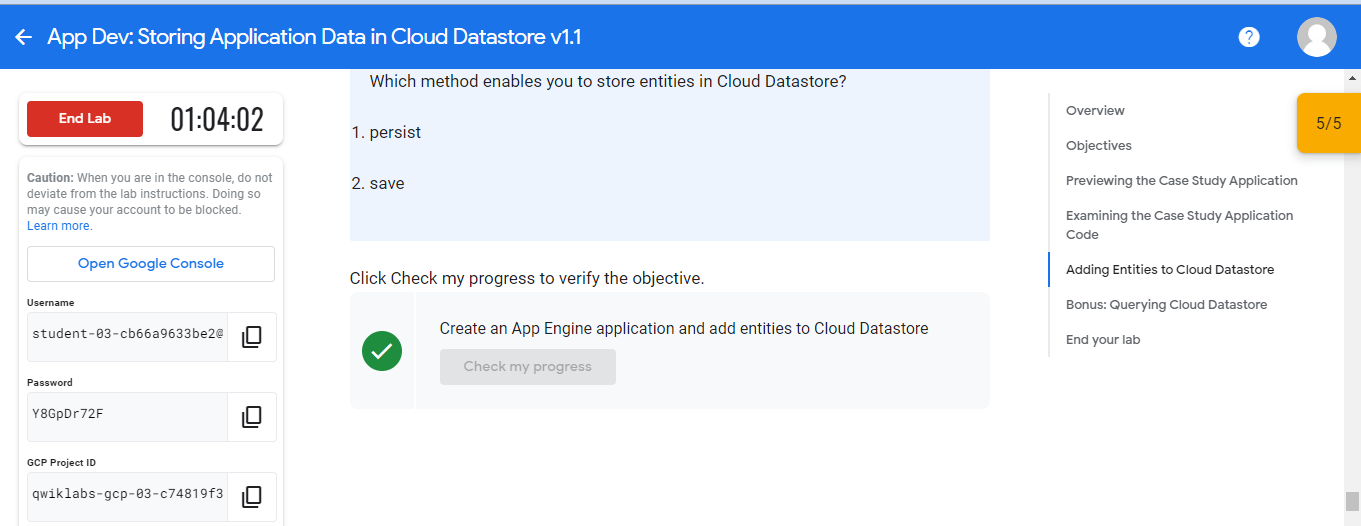 App Dev: Storing Application Data in Cloud Datastore v1.1
?
End Lab
01:04:02
Caution: When you are in the console, do not
deviate from the lab instructions. Doing so
may cause your account to be blocked.
Learn more.
Open Google Console
Username
student-03-cb66a9633be2@
Password
Y8GpDr72F
GCP Project ID
qwiklabs-gcp-03-c74819f3
Which method enables you to store entities in Cloud Datastore?
1. persist
2. save
Click Check my progress to verify the objective.
Create an App Engine application and add entities to Cloud Datastore
Check my progress
Overview
Objectives
Previewing the Case Study Application
Examining the Case Study Application
Code
Adding Entities to Cloud Datastore
Bonus: Querying Cloud Datastore
End your lab
5/5